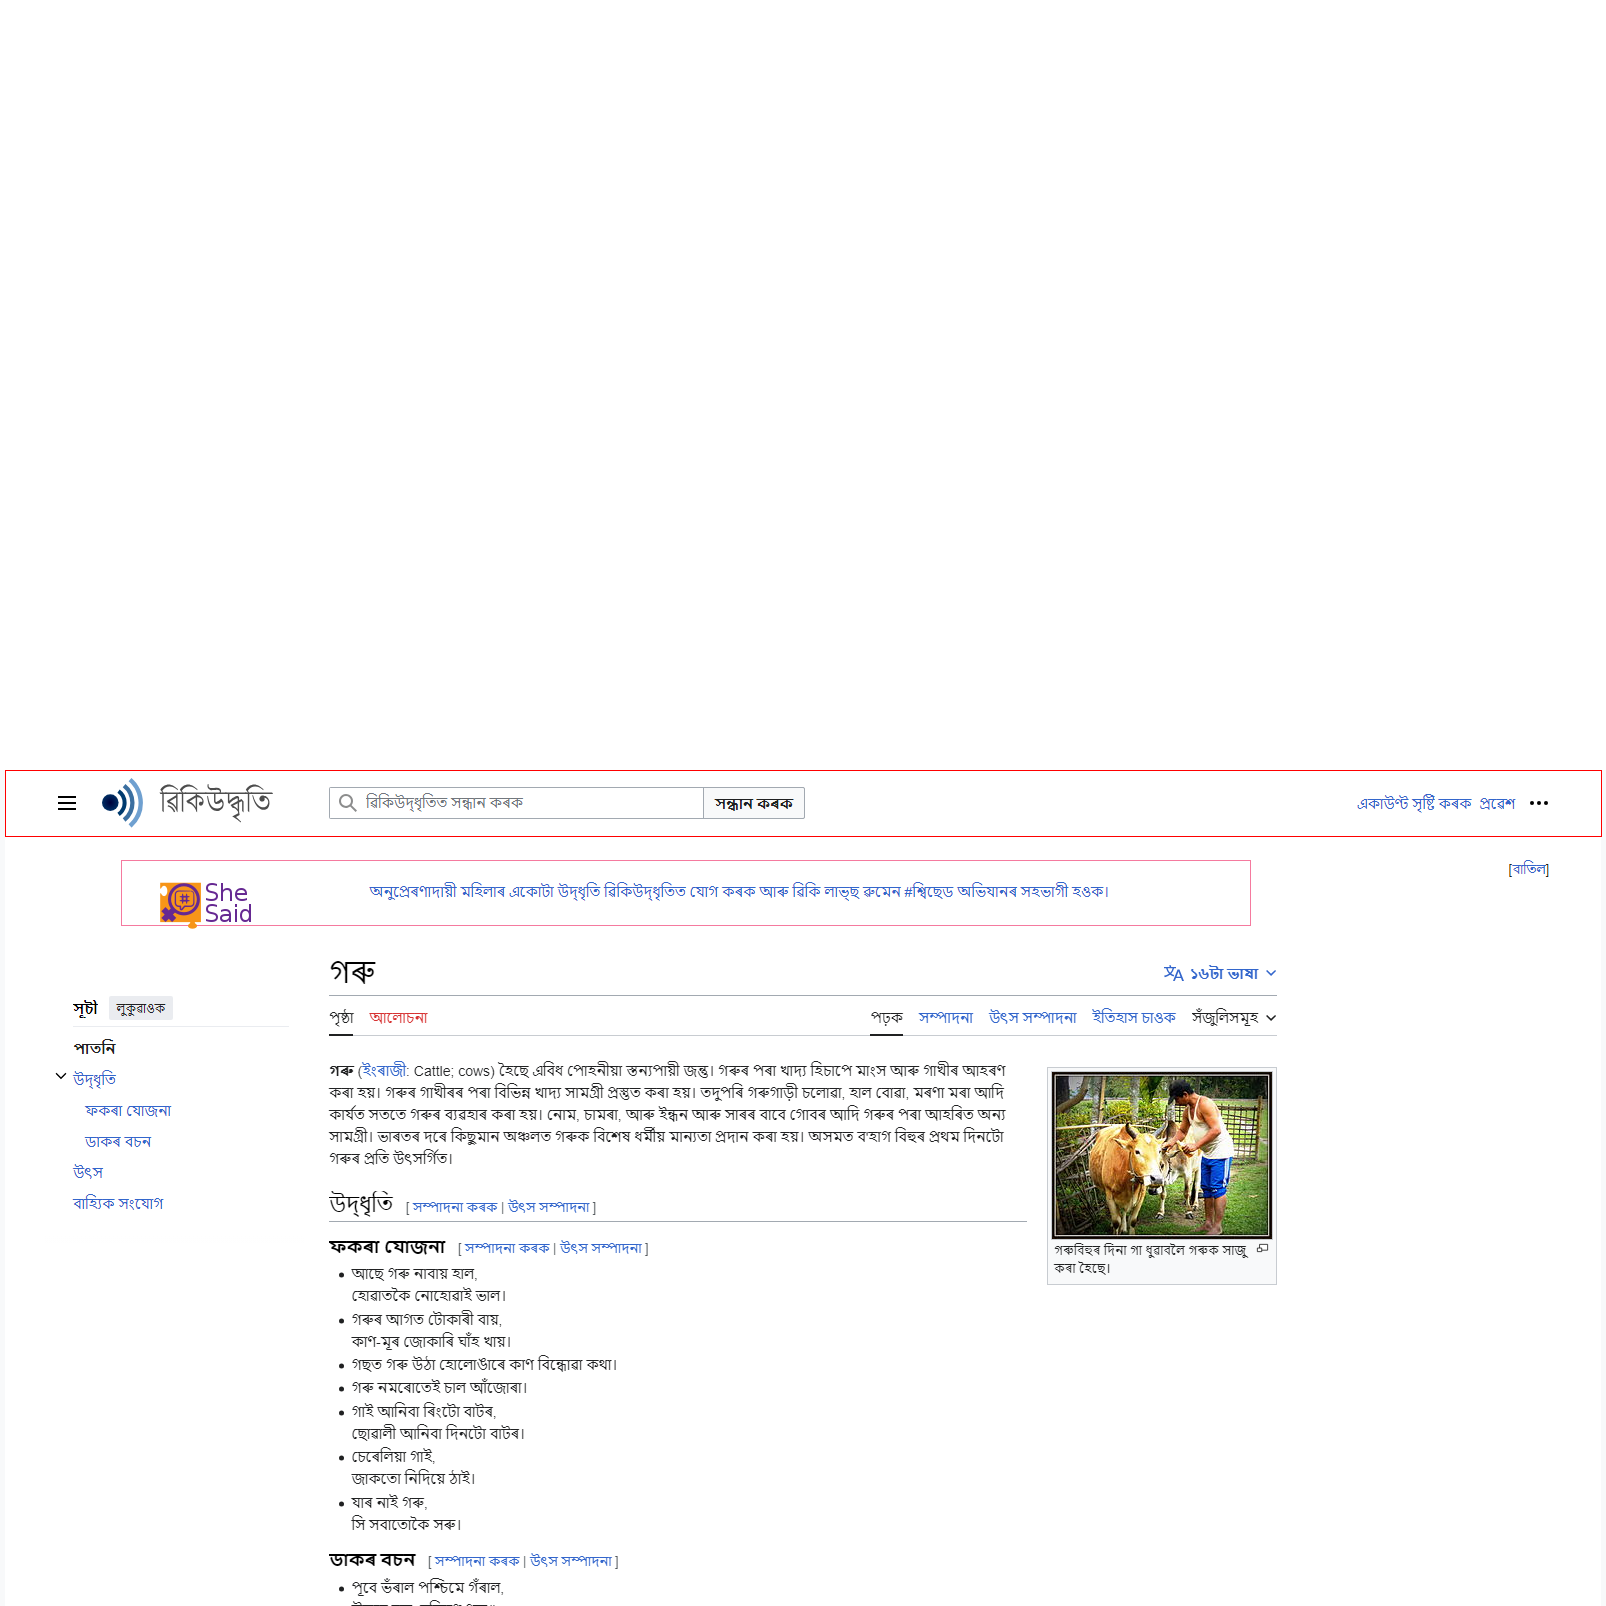 ৱিকিউদ্ধৃতি
ৱিকিউদ্ধৃতিত সন্ধান কৰক
সন্ধান কৰক
একাউণ্ট সৃষ্টি কৰক প্ৰৱেশ
She
Said
অনুপ্ৰেৰণাদায়ী মহিলাৰ একোটা উদ্ধৃতি ৱিকিউদ্ধৃতিত যোগ কৰক আৰু ৱিকি লাভ্ছ ৱুমেন #শ্বিছেড অভিযানৰ সহভাগী হওক।
[বাতিল]
গৰু
১৬টা ভাষা
সূচী লুকুৱাওক
পাতনি
উদ্ধৃতি
ফকৰা যোজনা
ডাকৰ বচন
উৎস
বাহ্যিক সংযোগ
পৃষ্ঠা আলোচনা
পঢ়ক সম্পাদনা উৎস সম্পাদনা ইতিহাস চাওক সঁজুলিসমূহ
গৰু (ইংৰাজী: Cattle; cows) হৈছে এবিধ পোহনীয়া স্তন্যপায়ী জন্তু। গৰুৰ পৰা খাদ্য হিচাপে মাংস আৰু গাখীৰ আহৰণ
কৰা হয়। গৰুৰ গাখীৰৰ পৰা বিভিন্ন খাদ্য সামগ্ৰী প্ৰস্তুত কৰা হয়। তদুপৰি গৰুগাড়ী চলোৱা, হাল বোৱা, মৰণা মৰা আদি
কাৰ্যত সততে গৰুৰ ব্যৱহাৰ কৰা হয়। নোম, চামৰা, আৰু ইন্ধন আৰু সাৰৰ বাবে গোবৰ আদি গৰুৰ পৰা আহৰিত অন্য
সামগ্ৰী। ভাৰতৰ দৰে কিছুমান অঞ্চলত গৰুক বিশেষ ধৰ্মীয় মান্যতা প্ৰদান কৰা হয়। অসমত ব'হাগ বিহুৰ প্ৰথম দিনটো
গৰুৰ প্ৰতি উৎসৰ্গিত।
গৰুবিহুৰ দিনা গা ধুৱাবলৈ গৰুক সাজু
কৰা হৈছে।
উদ্ধৃতি [ সম্পাদনা কৰক | উৎস সম্পাদনা ]
ফকৰা যোজনা [ সম্পাদনা কৰক | উৎস সম্পাদনা ]
• আছে গৰু নাবায় হাল,
হোৱাতকৈ নোহোৱাই ভাল।
• গৰুৰ আগত টোকাৰী বায়,
কাণ-মূৰ জোকাৰি ঘাঁহ খায়।
• গছত গৰু উঠা হোলোঙাৰে কাণ বিন্ধোৱা কথা।
• গৰু নমৰোতেই চাল আঁজোৰা।
• গাই আনিবা ৰিংটো বাটৰ,
ছোৱালী আনিবা দিনটো বাটৰ।
• চেৰেলিয়া গাই,
জাকতো নিদিয়ে ঠাই।
• যাৰ নাই গৰু,
সি সবাতোকৈ সৰু।
ডাকৰ বচন [ সম্পাদনা কৰক | উৎস সম্পাদনা ]
• পূবে ভঁৰাল পশ্চিমে গঁৰাল,